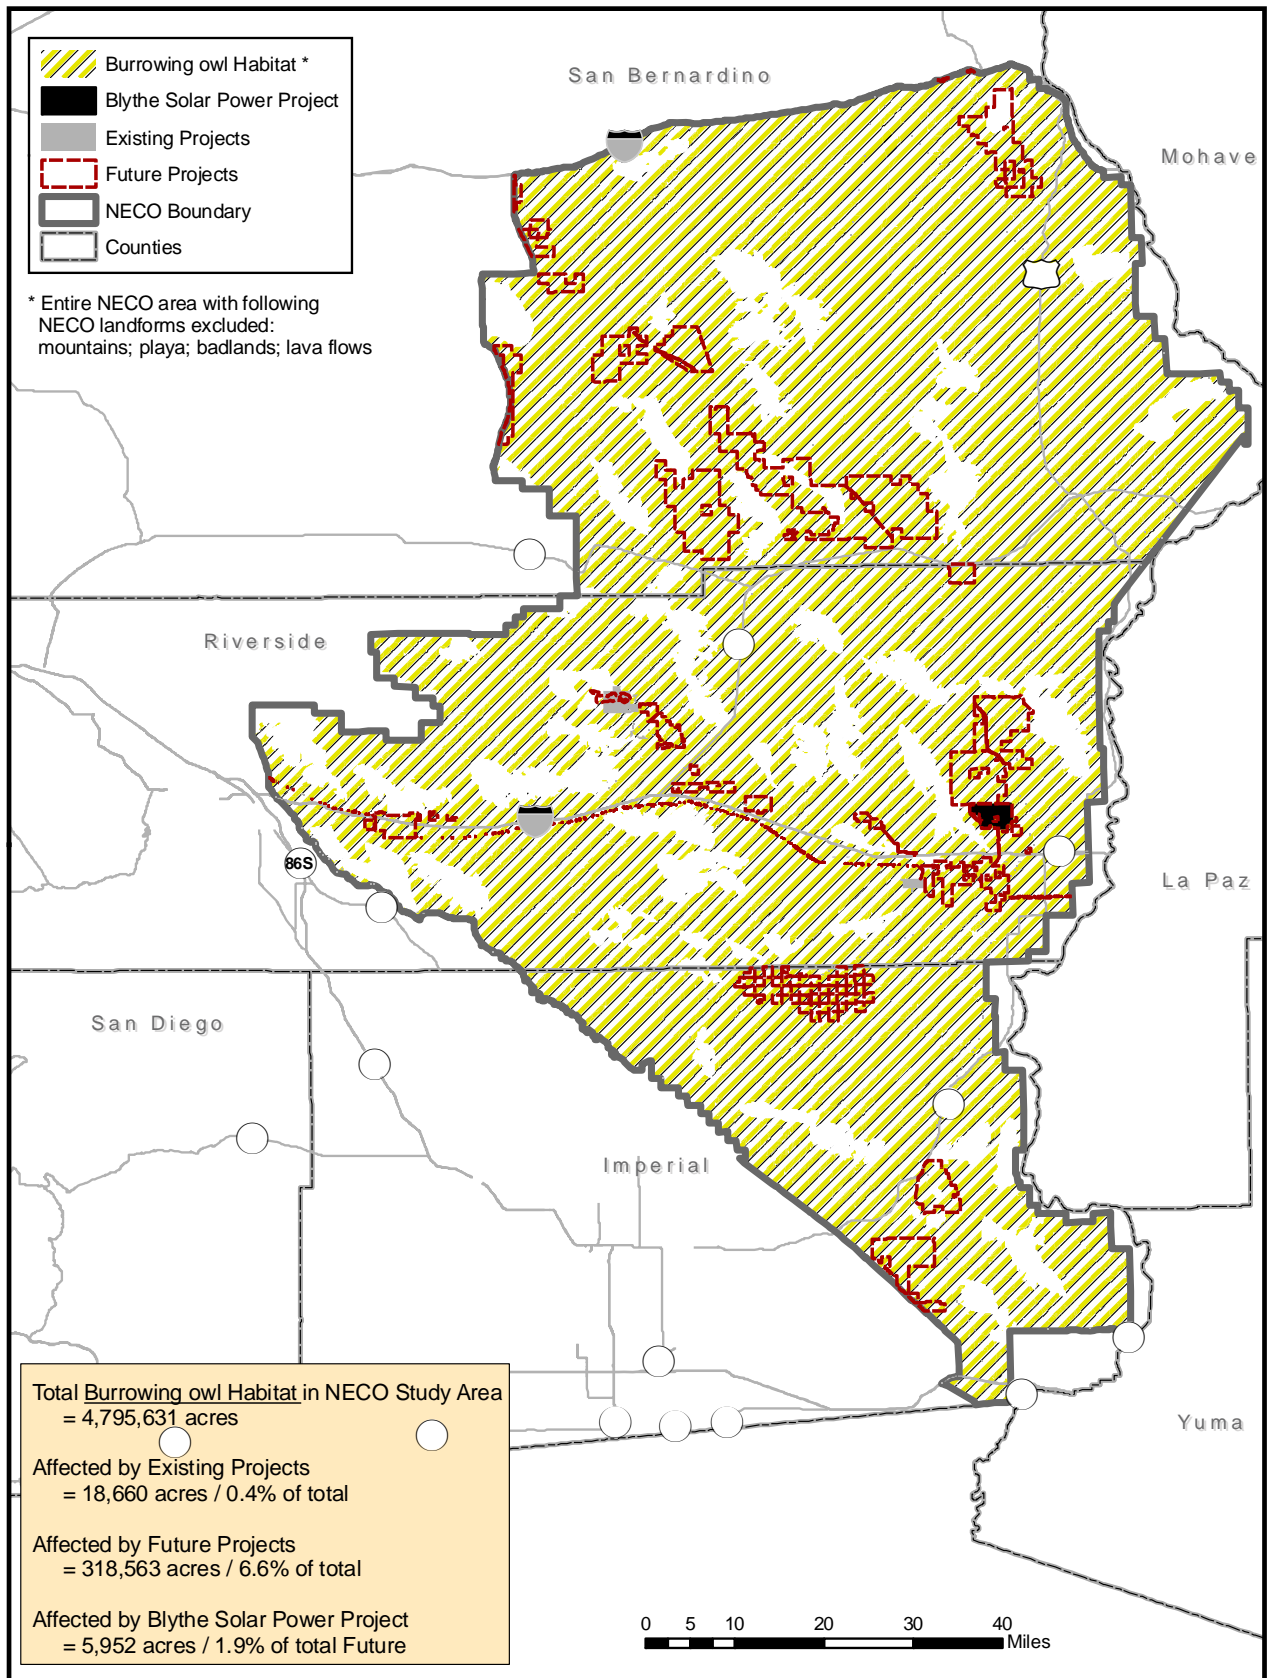 Burrowing owl Habitat *
Blythe Solar Power Project
Existing Projects
Future Projects
NECO Boundary
Counties
* Entire NECO area with following
NECO landforms excluded:
mountains; playa; badlands; lava flows
San Bernardino
Mohave
Riverside
86S
La Paz
San Diego
Imperial
Yuma
Total Burrowing owl Habitat in NECO Study Area
= 4,795,631 acres
Affected by Existing Projects
= 18,660 acres / 0.4% of total
Affected by Future Projects
= 318,563 acres / 6.6% of total
Affected by Blythe Solar Power Project
= 5,952 acres / 1.9% of total Future
0 5 10 20 30 40
Miles